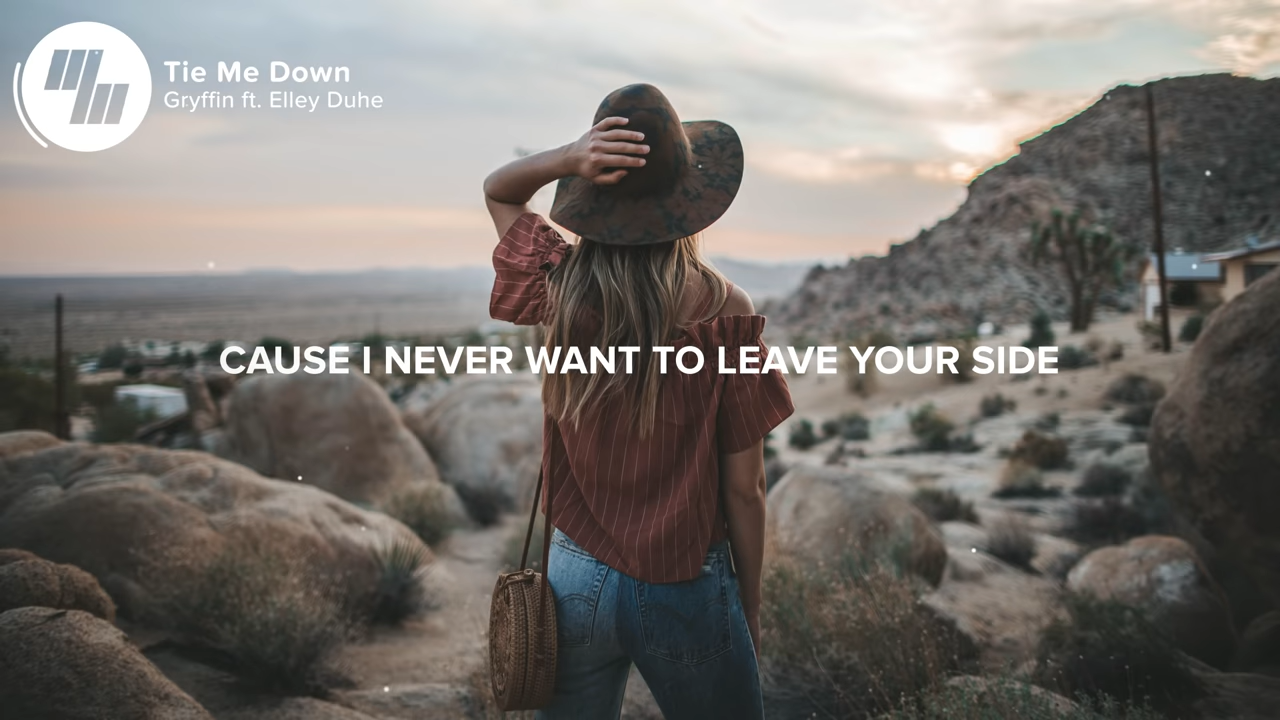 Tie Me Down
Gryffin ft. Elley Duhe
CAUSE I NEVER WANT TO LEAVE YOUR SIDE